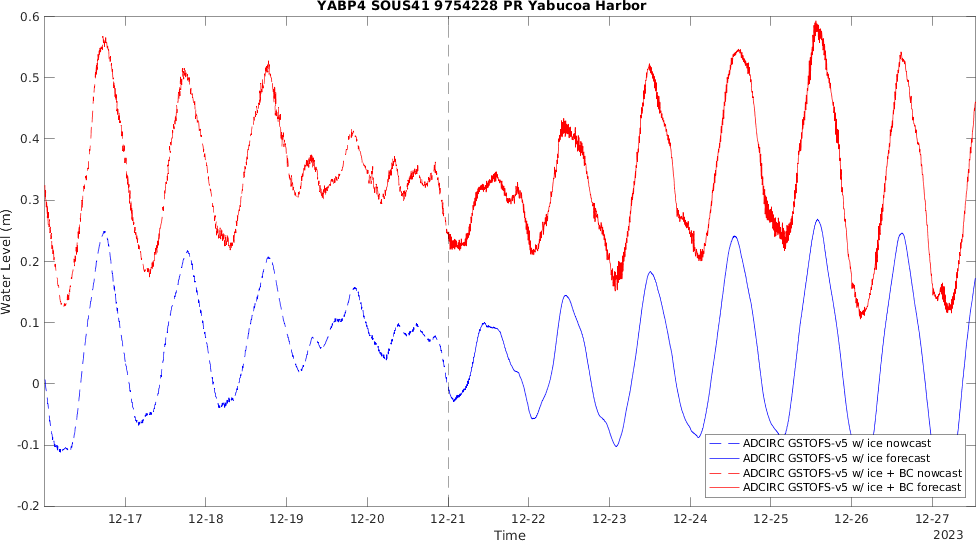 YABP4 SOUS41 9754228 PR Yabucoa Harbor
0.6
0.5
0.4
0.3
0.2
0.1
0
-0.1
-0.2
Water Level (m)
ADCIRC GSTOFS-v5 w/ ice nowcast
ADCIRC GSTOFS-v5 w/ ice forecast
ADCIRC GSTOFS-v5 w/ ice + BC nowcast
ADCIRC GSTOFS-v5 w/ ice + BC forecast
12-17 12-18 12-19 12-20 12-21 12-22 12-23 12-24 12-25 12-26 12-27
Time
2023